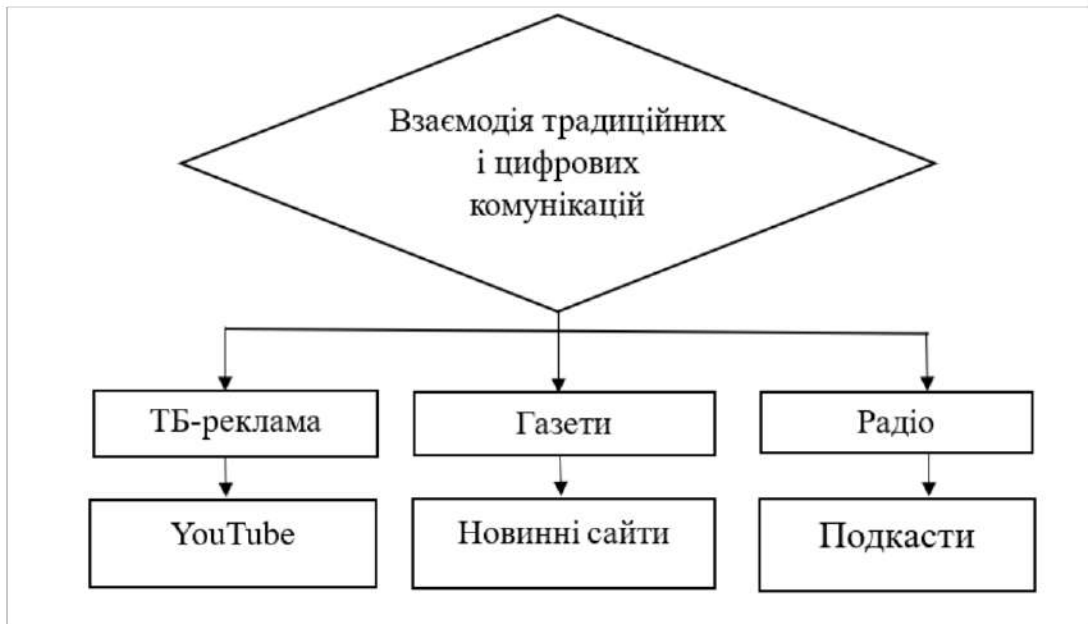 Взаємодія традиційних
і цифрових
комунікацій
ТБ-реклама
Газети
Радіо
YouTube
Новинні сайти
Подкасти